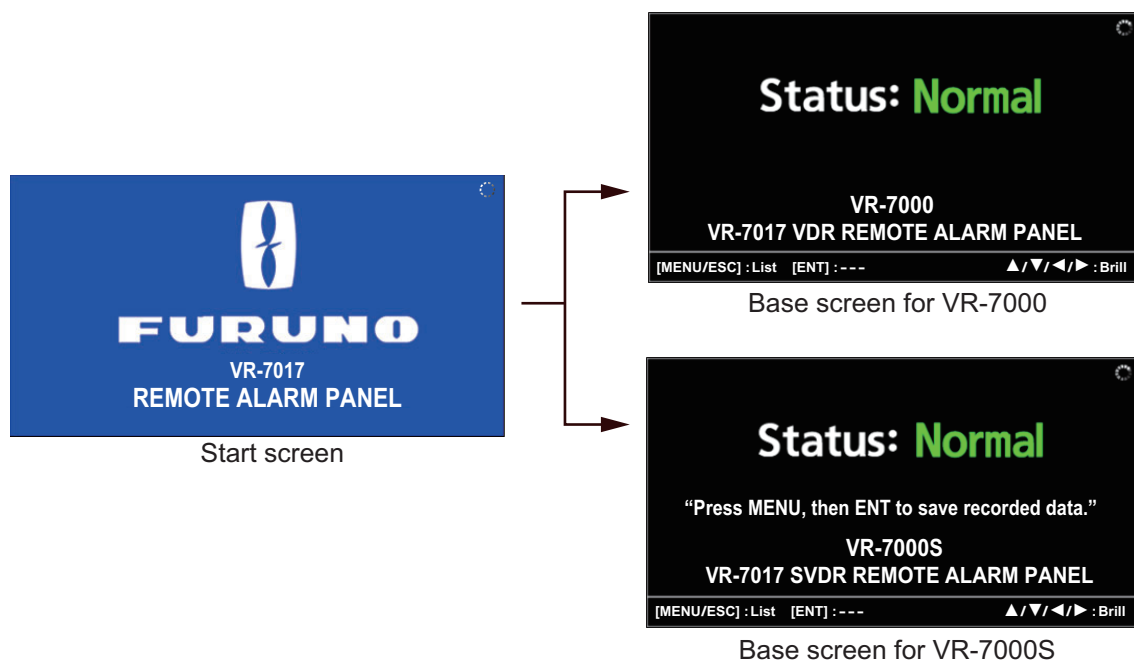 FURUNO
VR-7017
REMOTE ALARM PANEL
Start screen
Status: Normal
VR-7000
VR-7017 VDR REMOTE ALARM PANEL
[MENU/ESC] : List [ENT] : --- ▲/▼/◀/▶ : Brill
Base screen for VR-7000
Status: Normal
“Press MENU, then ENT to save recorded data.”
VR-7000S
VR-7017 SVDR REMOTE ALARM PANEL
[MENU/ESC] : List [ENT] : --- ▲/▼/◀/▶ : Brill
Base screen for VR-7000S